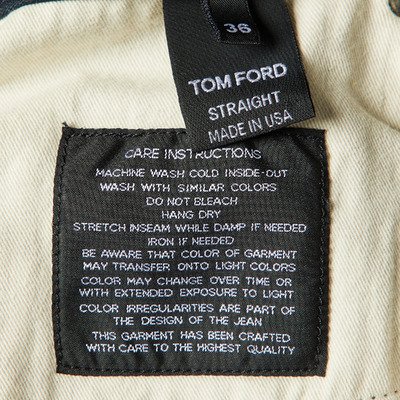 36
TOM FORD
STRAIGHT
MADE IN USA
CARE INSTRUCTIONS
MACHINE WASH COLD INSIDE-OUT
WASH WITH SIMILAR COLORS
DO NOT BLEACH
HANG DRY
STRETCH INSEAM WHILE DAMP IF NEEDED
IRON IF NEEDED
BE AWARE THAT COLOR OF GARMENT
MAY TRANSFER ONTO LIGHT COLORS
COLOR MAY CHANGE OVER TIME OR
WITH EXTENDED EXPOSURE TO LIGHT
COLOR IRREGULARITIES ARE PART OF
THE DESIGN OF THE JEAN
THIS GARMENT HAS BEEN CRAFTED
WITH CARE TO THE HIGHEST QUALITY